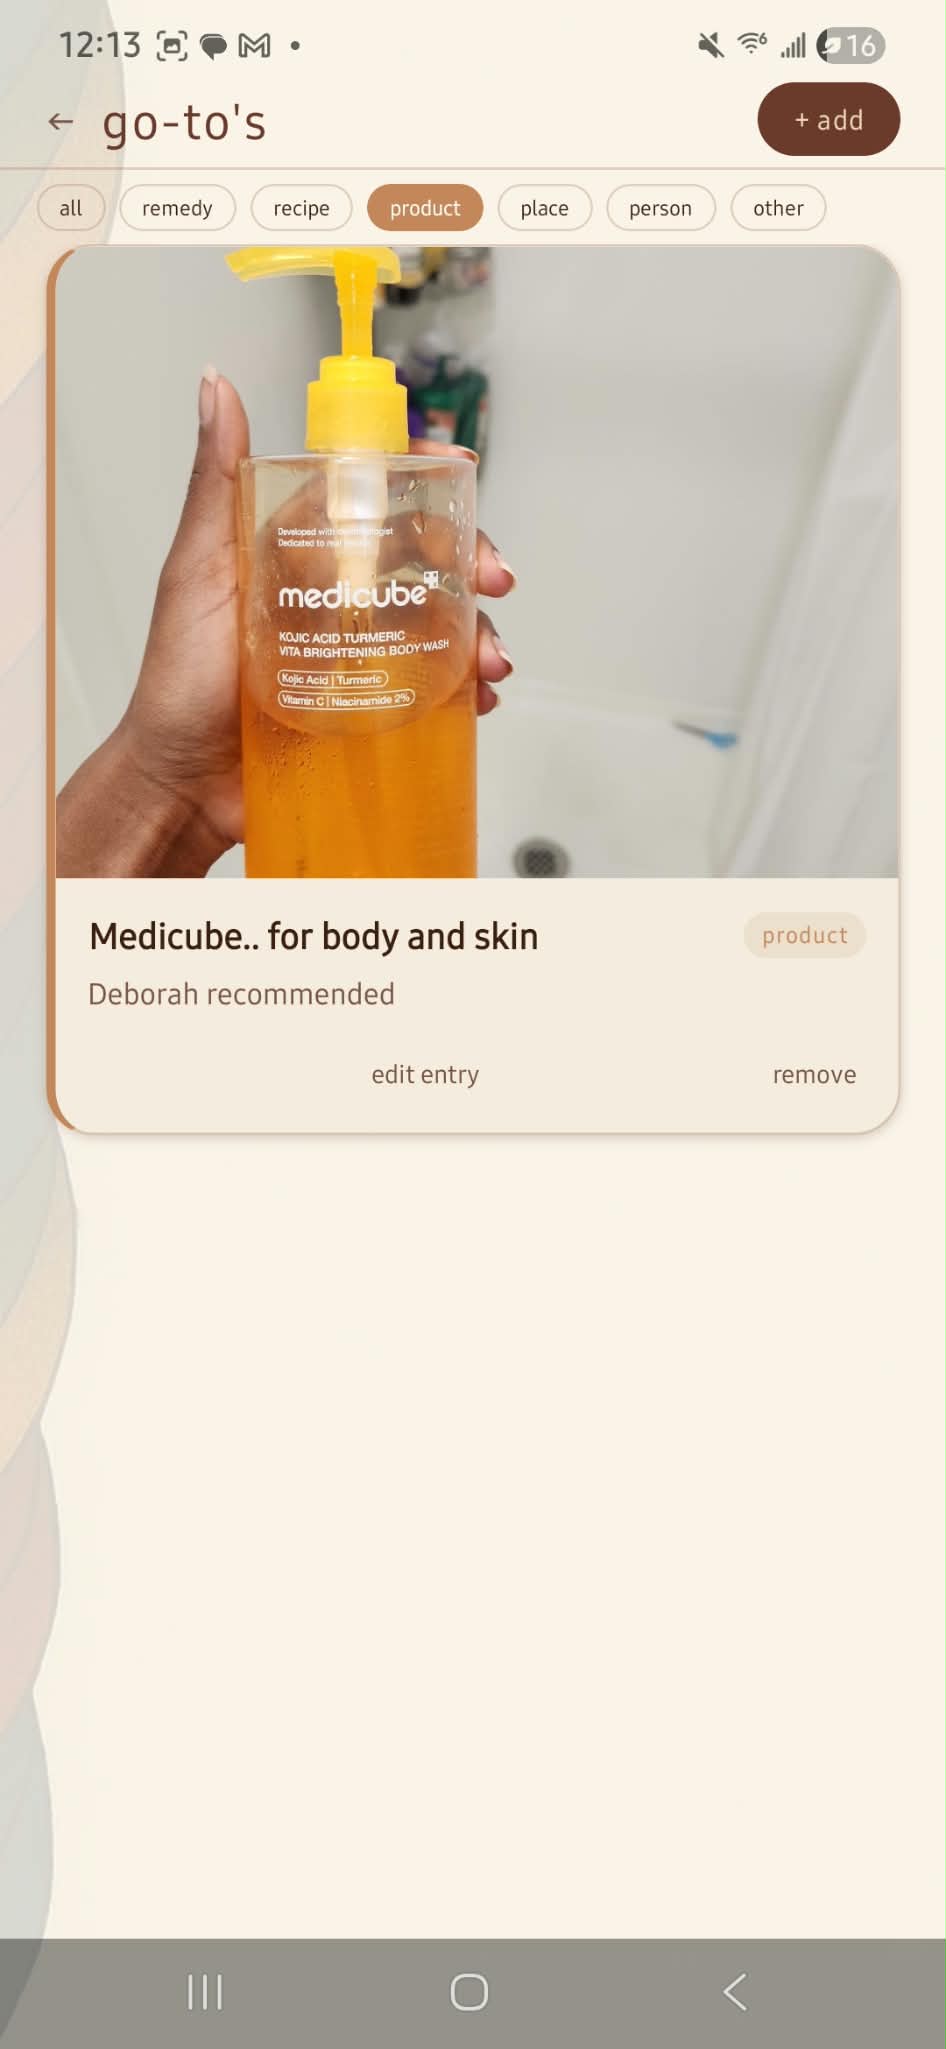 12:13
6
16
← go-to's
+ add
all remedy recipe product place person other
Developed with
Dedicated to real
medicube
KOJIC ACID TURMERIC
VITA BRIGHTENING BODY WASH
Kojic Acid | Turmeric
Vitamin C | Niacinamide 2%
Medicube.. for body and skin
product
Deborah recommended
edit entry
remove